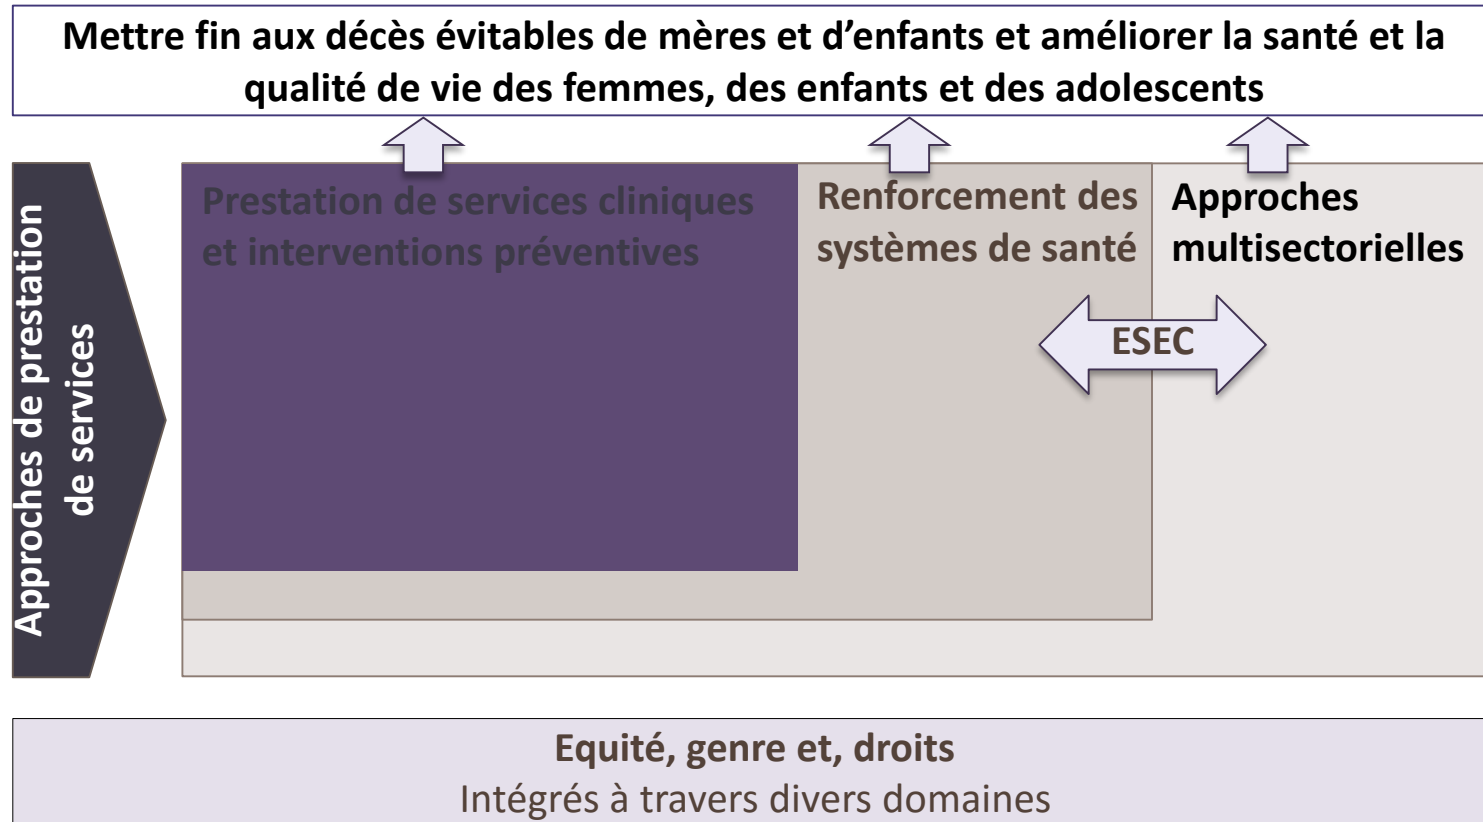 Mettre fin aux décès évitables de mères et d’enfants et améliorer la santé et la
qualité de vie des femmes, des enfants et des adolescents
Approches de prestation
de services
Prestation de services cliniques
et interventions préventives
Renforcement des
systèmes de santé
Approches
multisectorielles
ESEC
Equité, genre et, droits
Intégrés à travers divers domaines